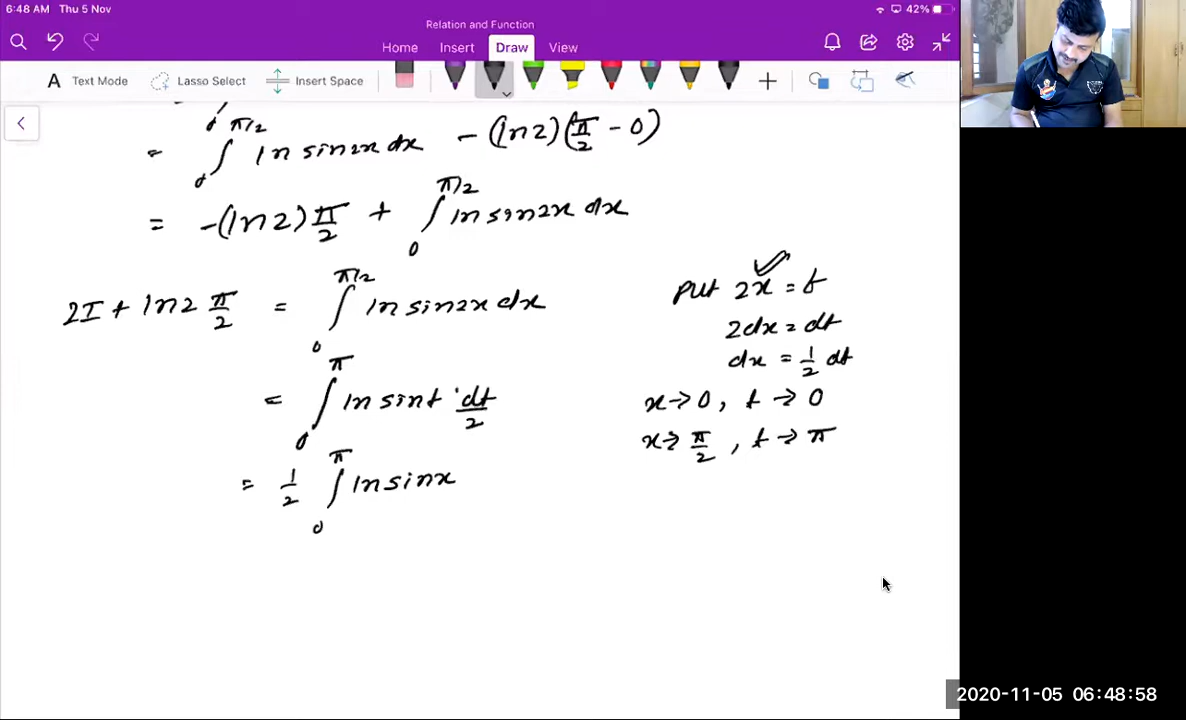 6:48 AM Thu 5 Nov
42%
Relation and Function
Home Insert Draw View
A Text Mode Lasso Select Insert Space
= ∫₀^{π/2} ln sin2x dx - (ln2)(π/2 - 0)
= -(ln2) π/2 + ∫₀^{π/2} ln sin2x dx
2I + ln2 π/2 = ∫₀^{π/2} ln sin2x dx
= ∫₀^{π} ln sint · dt/2
= 1/2 ∫₀^{π} ln sinx
put 2x = t
2dx = dt
dx = 1/2 dt
x → 0, t → 0
x → π/2, t → π
2020-11-05 06:48:58